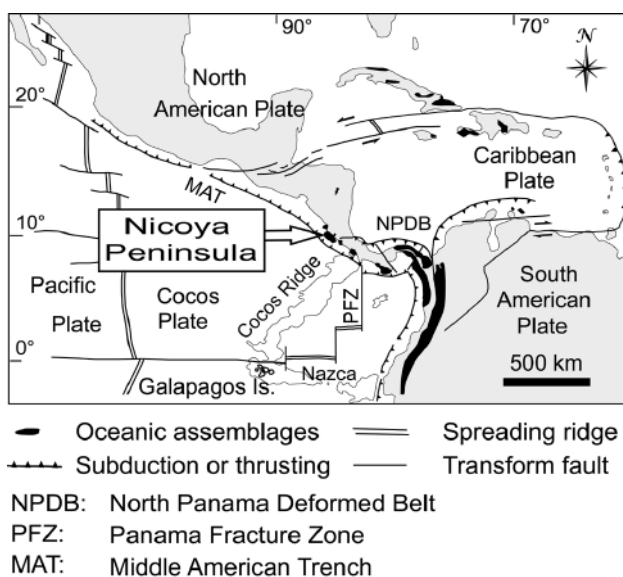 90°
70°
N
North
American Plate
20°
Caribbean
Plate
MAT
NPDB
10°
Nicoya
Peninsula
Pacific
Plate
Cocos
Plate
Cocos Ridge
PFZ
South
American
Plate
0°
500 km
Nazca
Galapagos Is.
Oceanic assemblages
Spreading ridge
Subduction or thrusting
Transform fault
NPDB: North Panama Deformed Belt
PFZ: Panama Fracture Zone
MAT: Middle American Trench